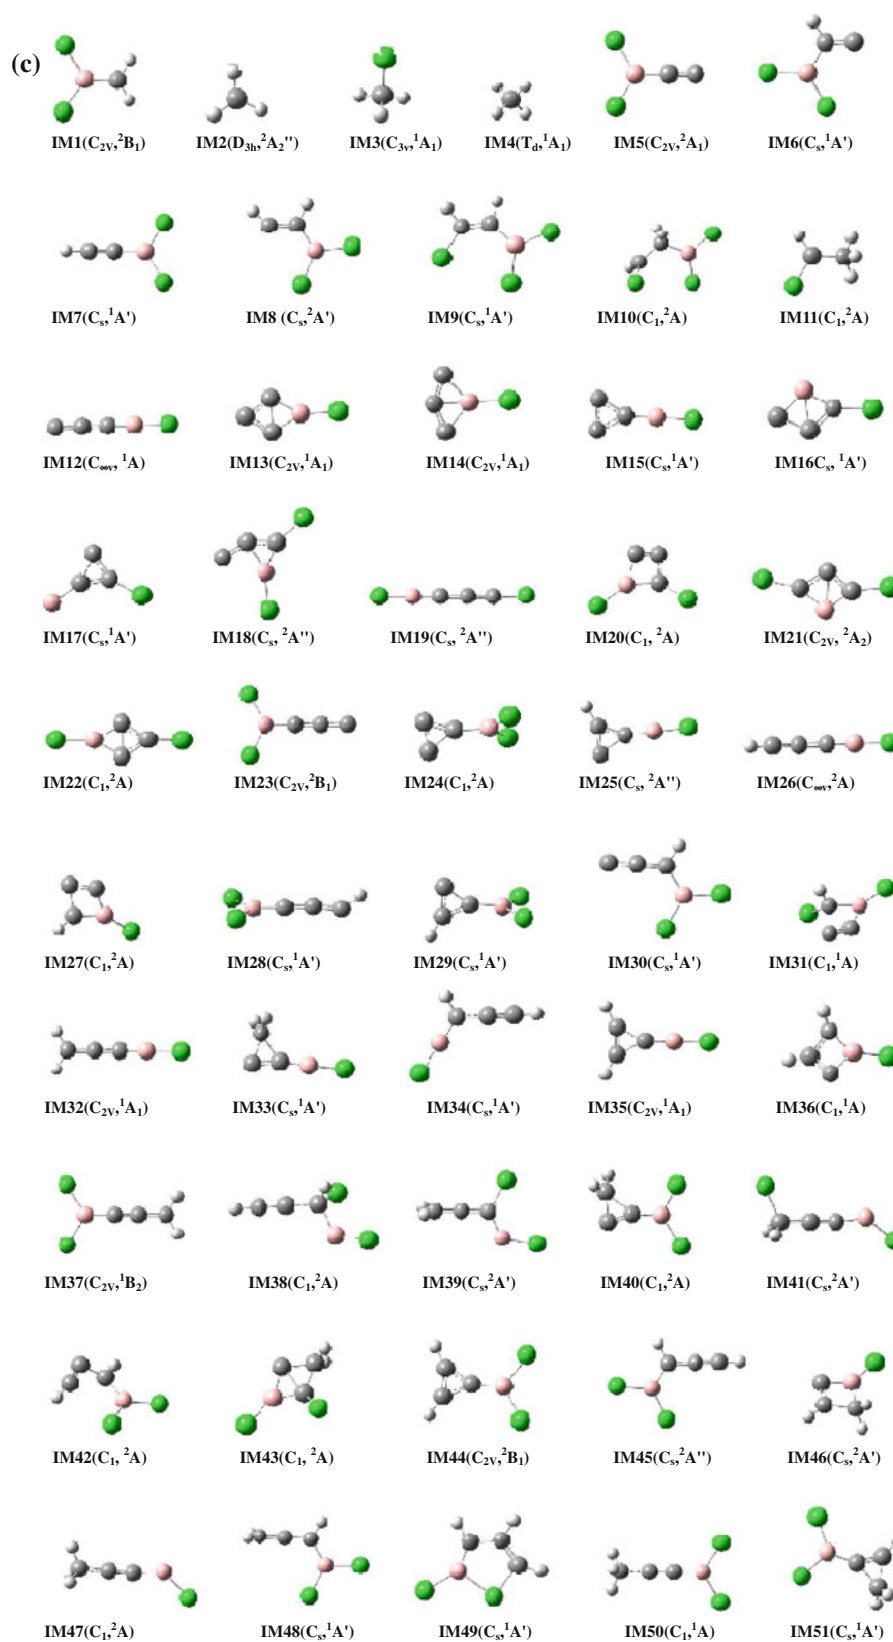 (c)
IM1(C2V,2B1) IM2(D3h,2A2'') IM3(C3v,1A1) IM4(Td,1A1) IM5(C2V,2A1) IM6(Cs,1A')
IM7(Cs,1A') IM8 (Cs,2A') IM9(Cs,1A') IM10(C1,2A) IM11(C1,2A)
IM12(C∞v, 1A) IM13(C2V,1A1) IM14(C2V,1A1) IM15(Cs,1A') IM16Cs, 1A')
IM17(Cs,1A') IM18(Cs, 2A'') IM19(Cs, 2A'') IM20(C1, 2A) IM21(C2V, 2A2)
IM22(C1,2A) IM23(C2V,2B1) IM24(C1,2A) IM25(Cs, 2A'') IM26(C∞v,2A)
IM27(C1,2A) IM28(Cs,1A') IM29(Cs,1A') IM30(Cs,1A') IM31(C1,1A)
IM32(C2V,1A1) IM33(Cs,1A') IM34(Cs,1A') IM35(C2V,1A1) IM36(C1,1A)
IM37(C2V,1B2) IM38(C1,2A) IM39(Cs,2A') IM40(C1,2A) IM41(Cs,2A')
IM42(C1, 2A) IM43(C1, 2A) IM44(C2V,2B1) IM45(Cs,2A'') IM46(Cs,2A')
IM47(C1,2A) IM48(Cs,1A') IM49(Cs,1A') IM50(C1,1A) IM51(Cs,1A')